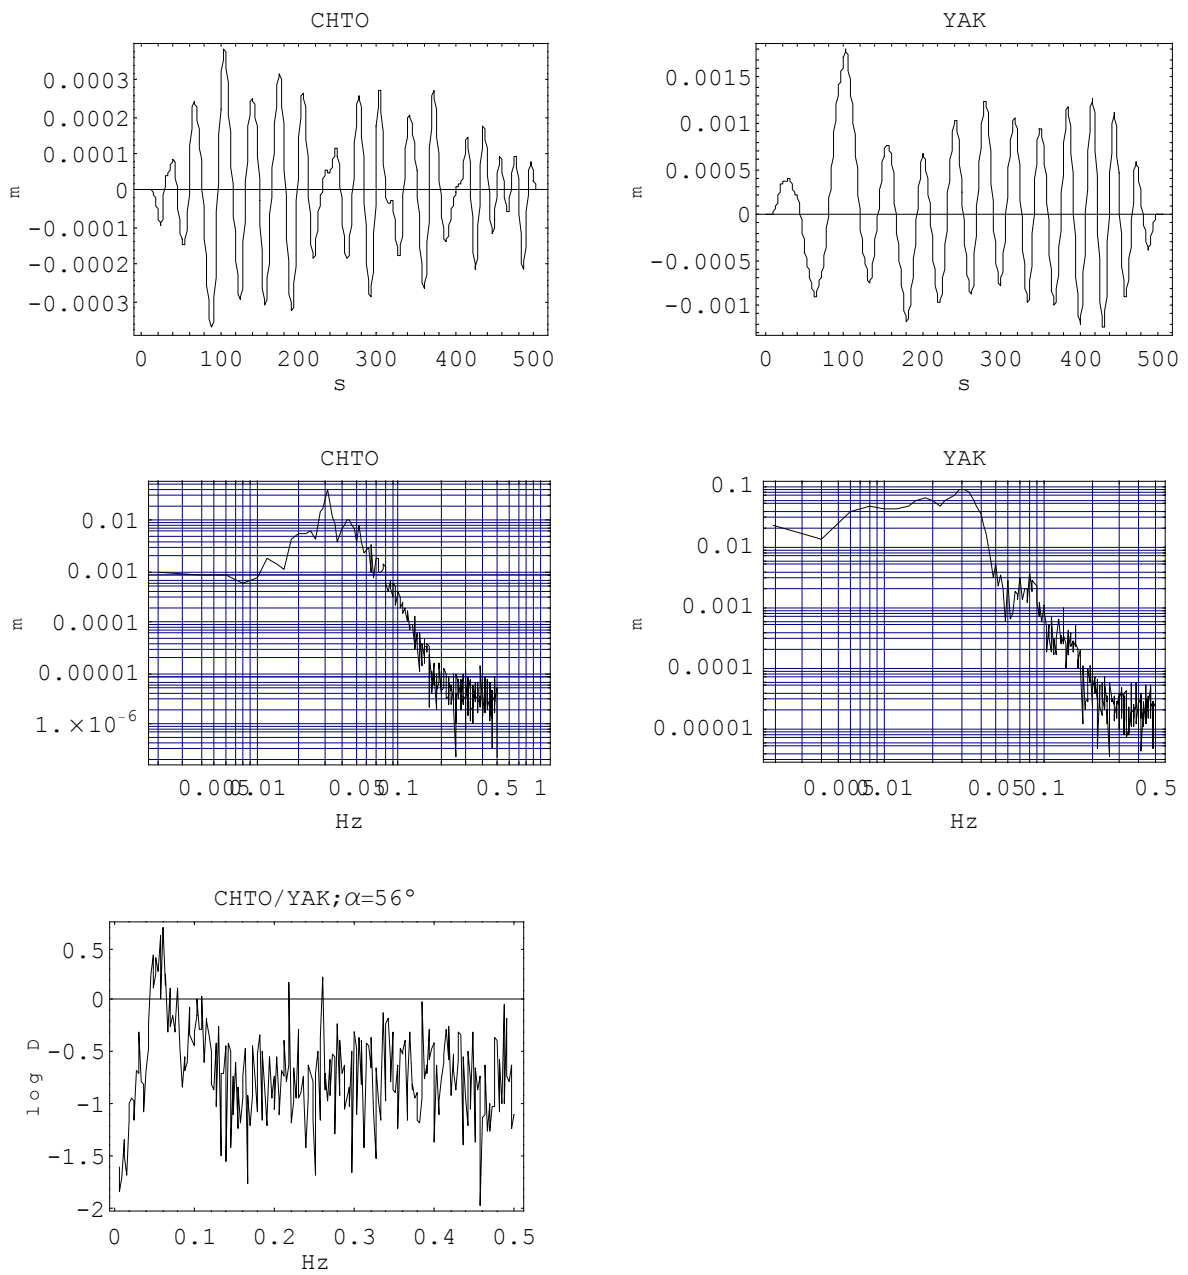 CHTO
0.0003
0.0002
0.0001
0
-0.0001
-0.0002
-0.0003
m
0 100 200 300 400 500
s
YAK
0.0015
0.001
0.0005
0
-0.0005
-0.001
m
0 100 200 300 400 500
s
CHTO
0.01
0.001
0.0001
0.00001
1.×10⁻⁶
m
0.005 0.01 0.05 0.1 0.5 1
Hz
YAK
0.1
0.01
0.001
0.0001
0.00001
m
0.005 0.01 0.05 0.1 0.5
Hz
CHTO/YAK;α=56°
0.5
0
-0.5
-1
-1.5
-2
log D
0 0.1 0.2 0.3 0.4 0.5
Hz